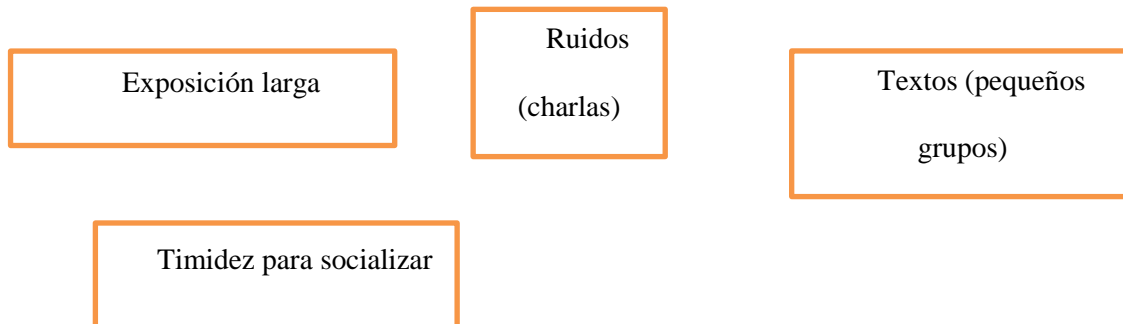 Exposición larga
Ruidos
(charlas)
Textos (pequeños
grupos)
Timidez para socializar